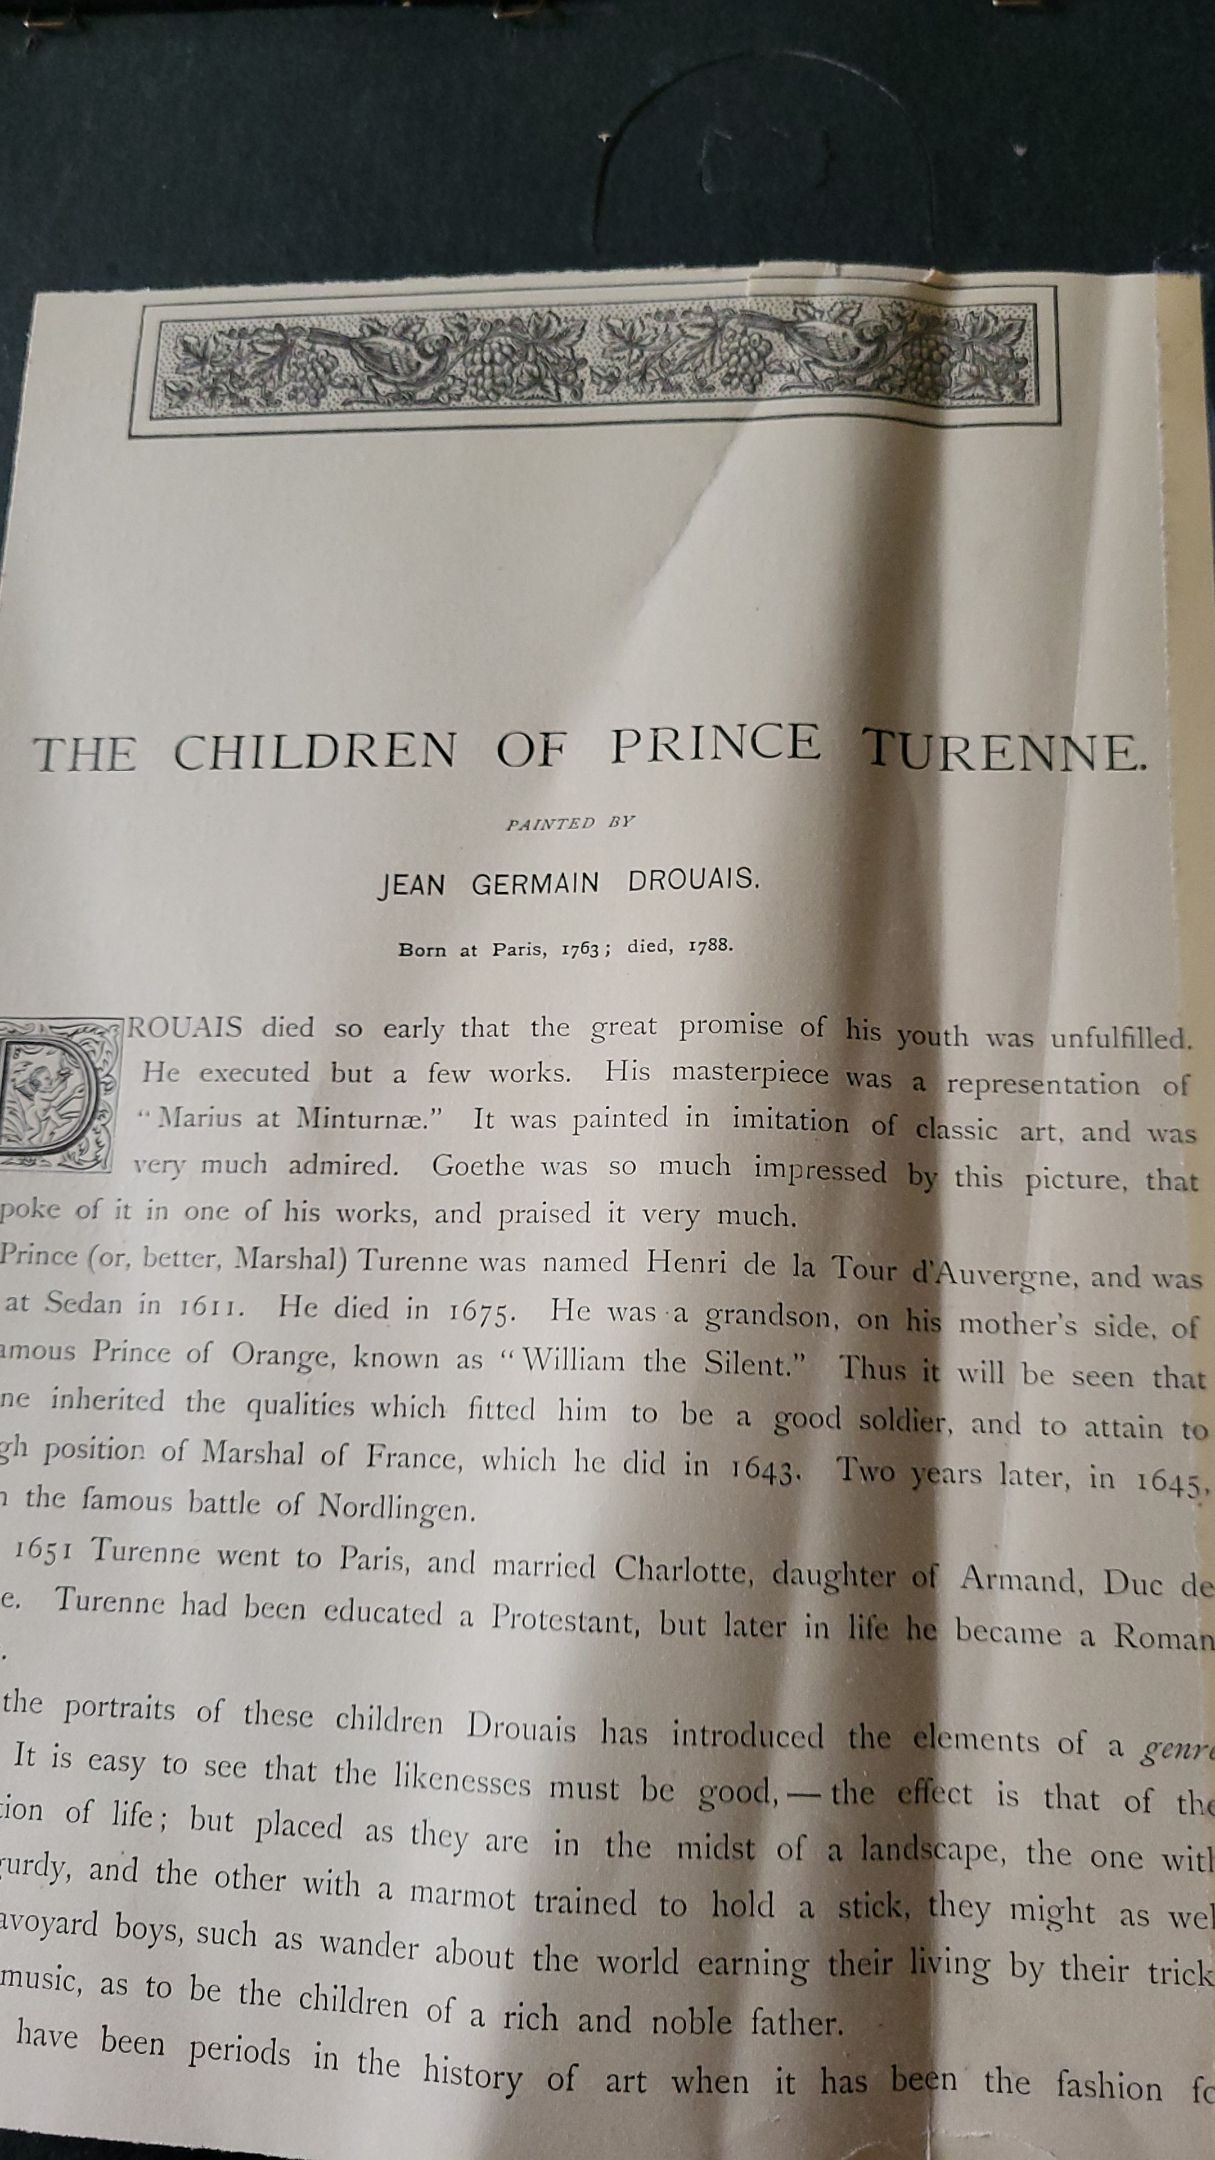 THE CHILDREN OF PRINCE TURENNE.
PAINTED BY
JEAN GERMAIN DROUAIS.
Born at Paris, 1763; died, 1788.
DROUAIS died so early that the great promise of his youth was unfulfilled.
He executed but a few works. His masterpiece was a representation of
“Marius at Minturnæ.” It was painted in imitation of classic art, and was
very much admired. Goethe was so much impressed by this picture, that
poke of it in one of his works, and praised it very much.
Prince (or, better, Marshal) Turenne was named Henri de la Tour d'Auvergne, and was
at Sedan in 1611. He died in 1675. He was a grandson, on his mother's side, of
amous Prince of Orange, known as “William the Silent.” Thus it will be seen that
ne inherited the qualities which fitted him to be a good soldier, and to attain to
gh position of Marshal of France, which he did in 1643. Two years later, in 1645,
the famous battle of Nordlingen.
1651 Turenne went to Paris, and married Charlotte, daughter of Armand, Duc de
e. Turenne had been educated a Protestant, but later in life he became a Roman
.
the portraits of these children Drouais has introduced the elements of a genre
It is easy to see that the likenesses must be good,—the effect is that of the
tion of life; but placed as they are in the midst of a landscape, the one with
gurdy, and the other with a marmot trained to hold a stick, they might as wel
avoyard boys, such as wander about the world earning their living by their trick
music, as to be the children of a rich and noble father.
have been periods in the history of art when it has been the fashion fo